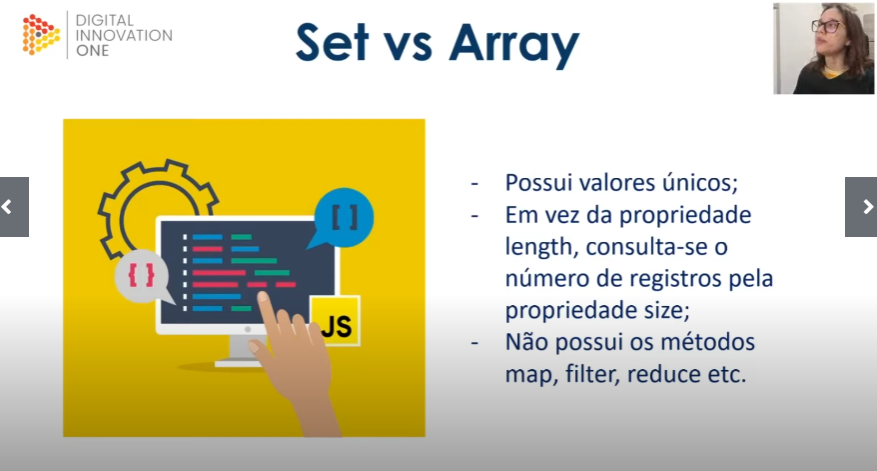 DIGITAL
INNOVATION
ONE
Set vs Array
- Possui valores únicos;
- Em vez da propriedade
length, consulta-se o
número de registros pela
propriedade size;
- Não possui os métodos
map, filter, reduce etc.
[ ]
{ }
JS